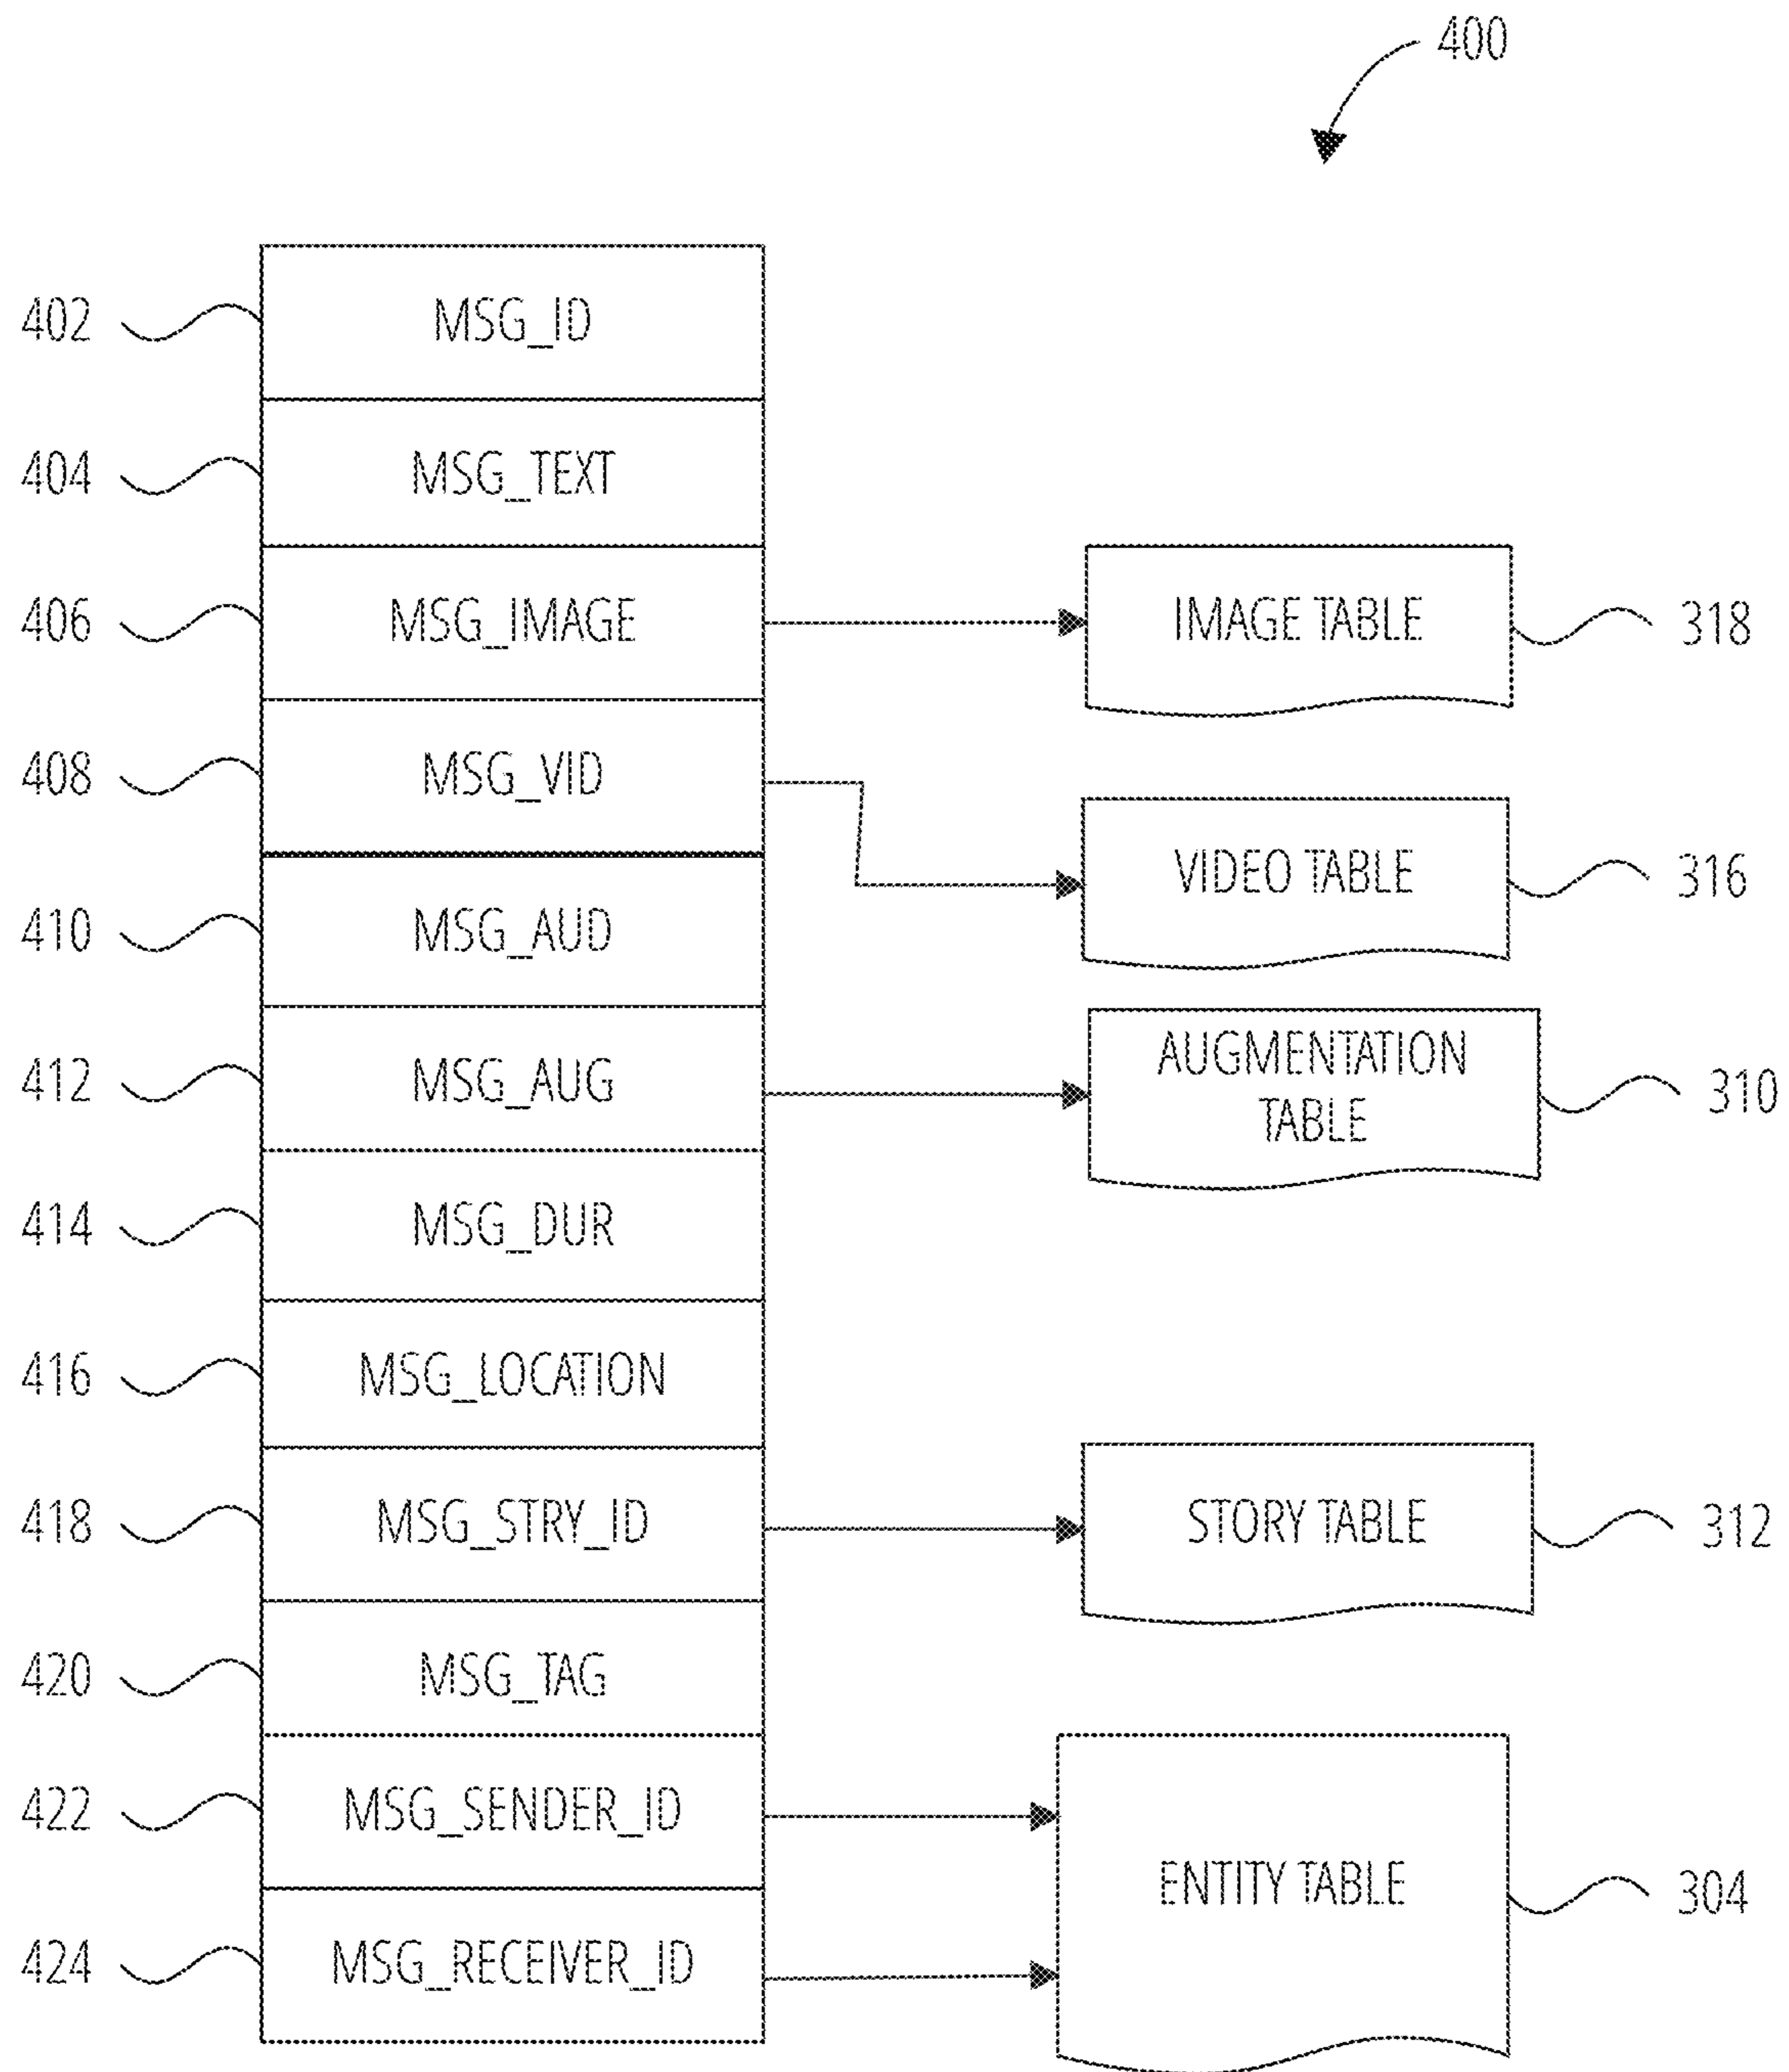 400
402 MSG_ID
404 MSG_TEXT
406 MSG_IMAGE IMAGE TABLE 318
408 MSG_VID
VIDEO TABLE 316
410 MSG_AUD
412 MSG_AUG AUGMENTATION
TABLE 310
414 MSG_DUR
416 MSG_LOCATION
418 MSG_STRY_ID STORY TABLE 312
420 MSG_TAG
422 MSG_SENDER_ID
ENTITY TABLE 304
424 MSG_RECEIVER_ID